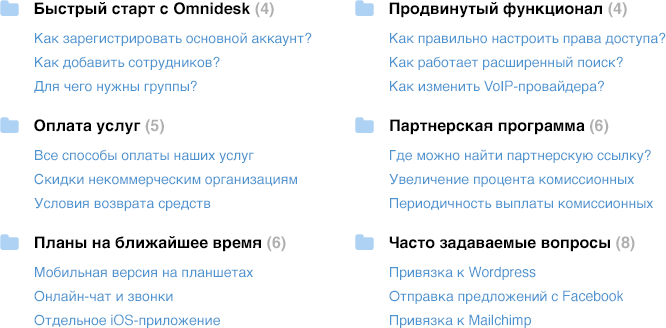 Быстрый старт с Omnidesk (4)
Как зарегистрировать основной аккаунт?
Как добавить сотрудников?
Для чего нужны группы?
Продвинутый функционал (4)
Как правильно настроить права доступа?
Как работает расширенный поиск?
Как изменить VoIP-провайдера?
Оплата услуг (5)
Все способы оплаты наших услуг
Скидки некоммерческим организациям
Условия возврата средств
Партнерская программа (6)
Где можно найти партнерскую ссылку?
Увеличение процента комиссионных
Периодичность выплаты комиссионных
Планы на ближайшее время (6)
Мобильная версия на планшетах
Онлайн-чат и звонки
Отдельное iOS-приложение
Часто задаваемые вопросы (8)
Привязка к Wordpress
Отправка предложений с Facebook
Привязка к Mailchimp